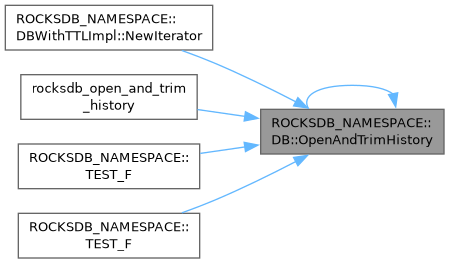 ROCKSDB_NAMESPACE::
DBWithTTLImpl::NewIterator
rocksdb_open_and_trim
_history
ROCKSDB_NAMESPACE::
DB::OpenAndTrimHistory
ROCKSDB_NAMESPACE::
TEST_F
ROCKSDB_NAMESPACE::
TEST_F